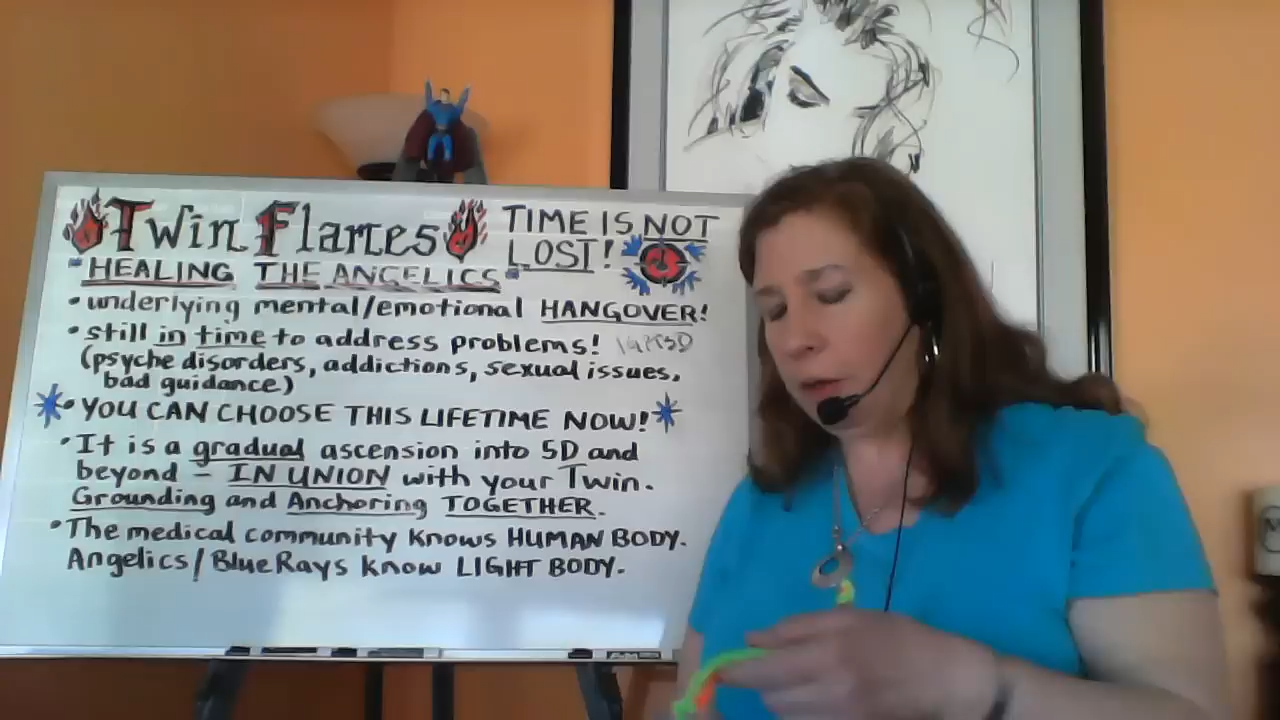 Twin Flames
TIME IS NOT
LOST!
"HEALING THE ANGELICS"
• underlying mental/emotional HANGOVER!
• still in time to address problems!
(psyche disorders, addictions, sexual issues,
bad guidance)
• YOU CAN CHOOSE THIS LIFETIME NOW!
• It is a gradual ascension into 5D and
beyond – IN UNION with your Twin.
Grounding and Anchoring TOGETHER.
• The medical community knows HUMAN BODY.
Angelics/BlueRays know LIGHT BODY.